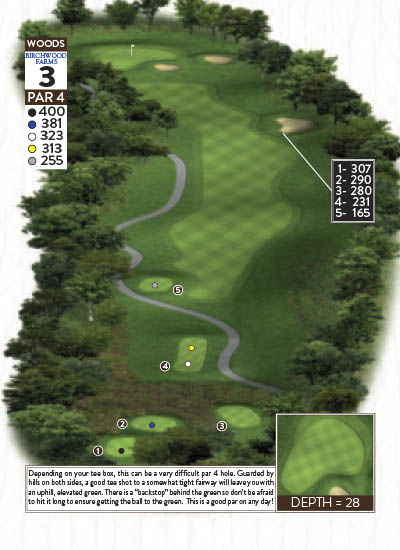 WOODS
BIRCHWOOD
FARMS
3
PAR 4
400
381
323
313
255
1- 307
2- 290
3- 280
4- 231
5- 165
5
4
2
3
1
Depending on your tee box, this can be a very difficult par 4 hole. Guarded by
hills on both sides, a good tee shot to a somewhat tight fairway will leave you with
an uphill, elevated green. There is a "backstop" behind the green so don't be afraid
to hit it long to ensure getting the ball to the green. This is a good par on any day!
DEPTH = 28